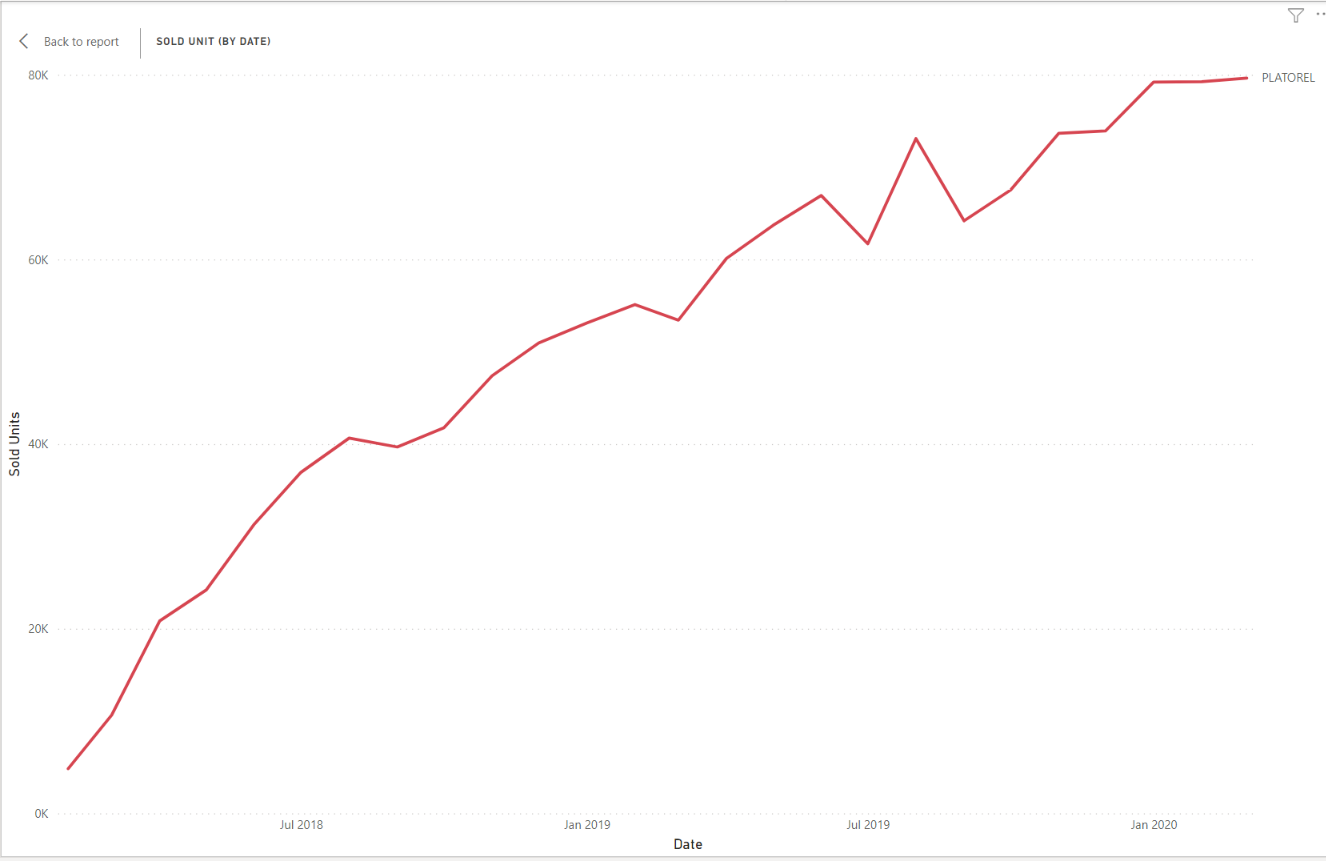 Back to report
SOLD UNIT (BY DATE)
80K
PLATOREL
60K
40K
20K
0K
Sold Units
Jul 2018
Jan 2019
Jul 2019
Jan 2020
Date